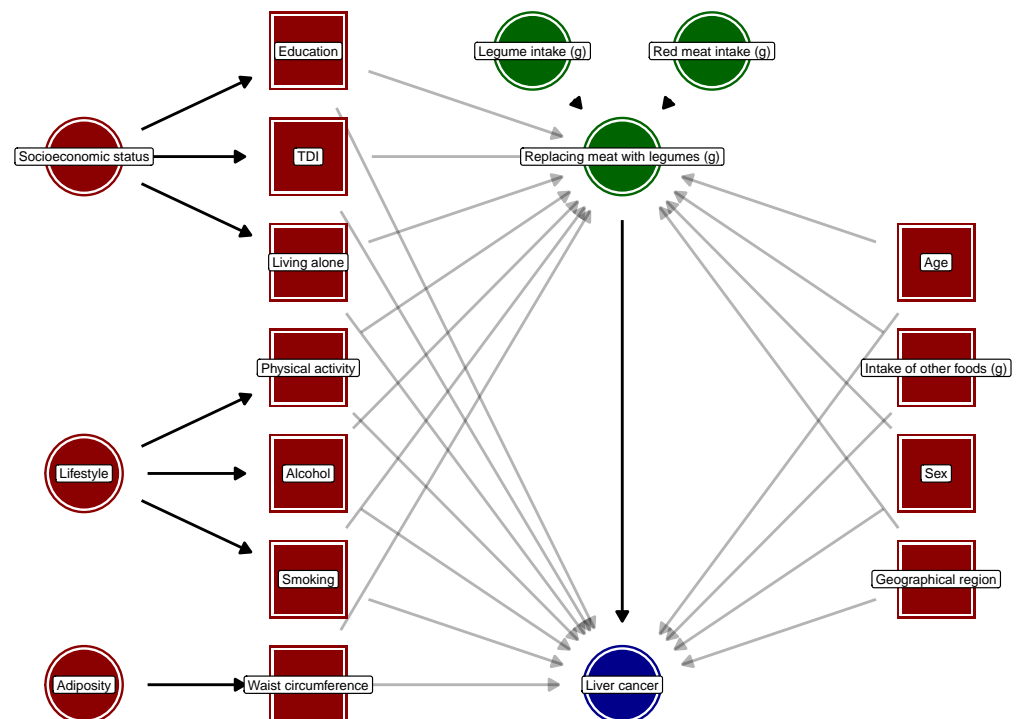 Education
Legume intake (g)
Red meat intake (g)
Socioeconomic status
TDI
Replacing meat with legumes (g)
Living alone
Age
Physical activity
Intake of other foods (g)
Lifestyle
Alcohol
Sex
Smoking
Geographical region
Adiposity
Waist circumference
Liver cancer